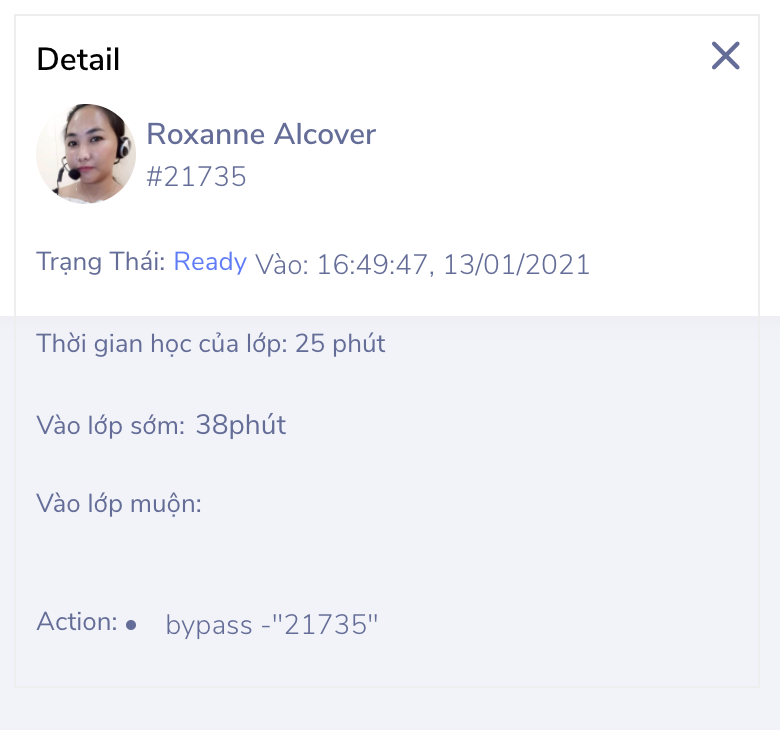 Detail
Roxanne Alcover
#21735
Trạng Thái: Ready Vào: 16:49:47, 13/01/2021
Thời gian học của lớp: 25 phút
Vào lớp sớm: 38phút
Vào lớp muộn:
Action: • bypass -"21735"